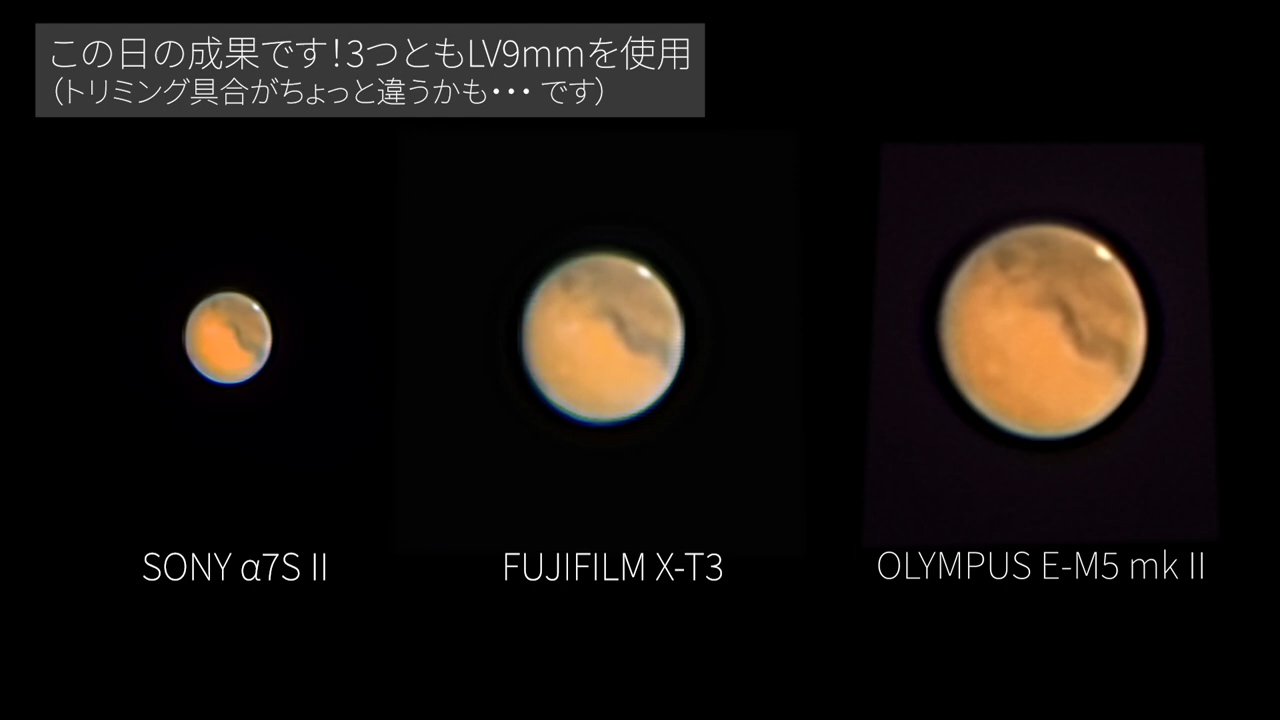 この日の成果です！3つともLV9mmを使用
（トリミング具合がちょっと違うかも・・・ です）
SONY α7S II
FUJIFILM X-T3
OLYMPUS E-M5 mk II